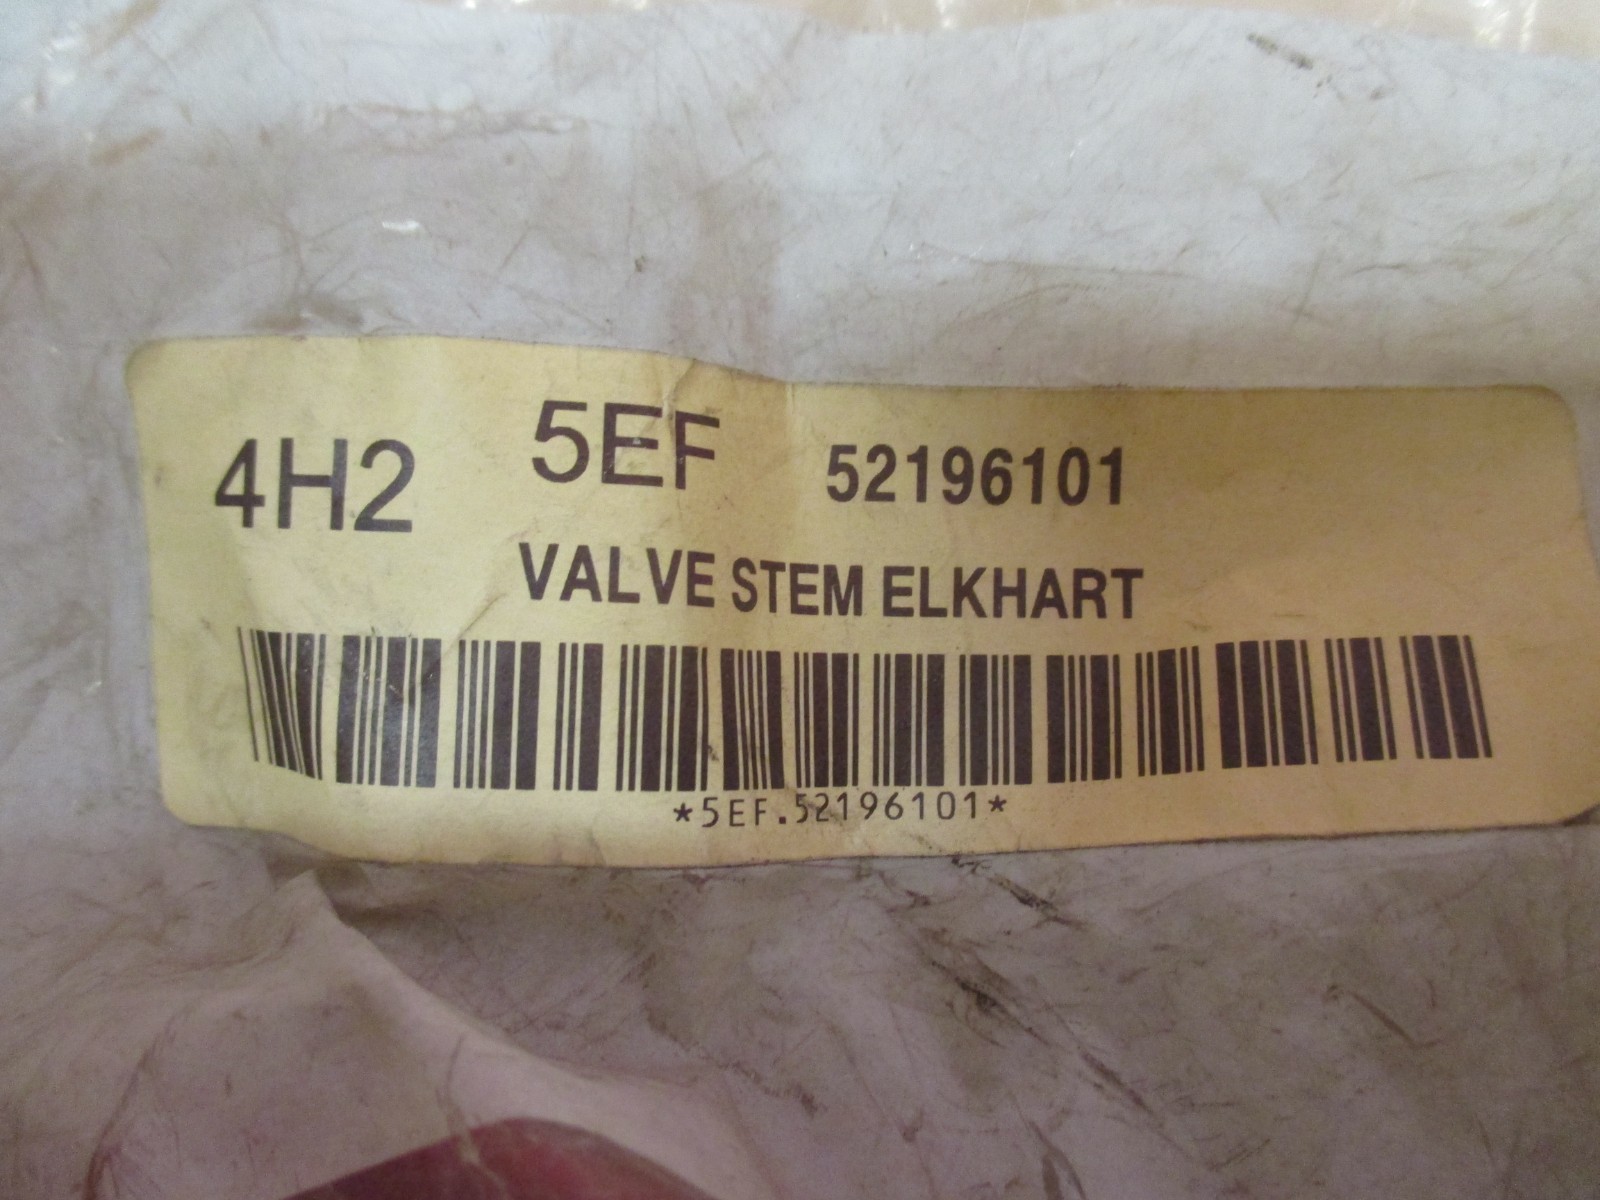 4H2 5EF 52196101
VALVE STEM ELKHART
*5EF.52196101*